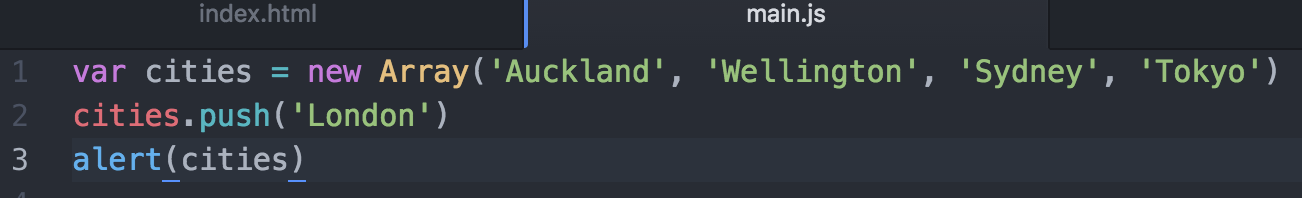 index.html main.js
1 var cities = new Array('Auckland', 'Wellington', 'Sydney', 'Tokyo')
2 cities.push('London')
3 alert(cities)